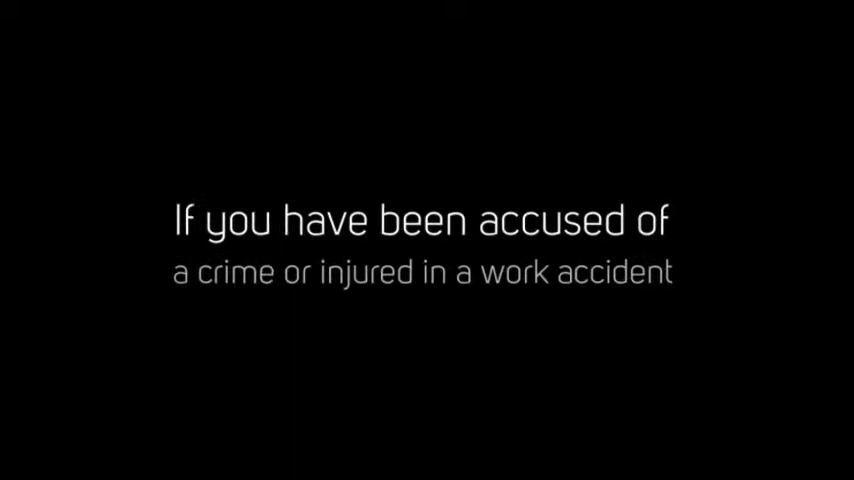 If you have been accused of
a crime or injured in a work accident